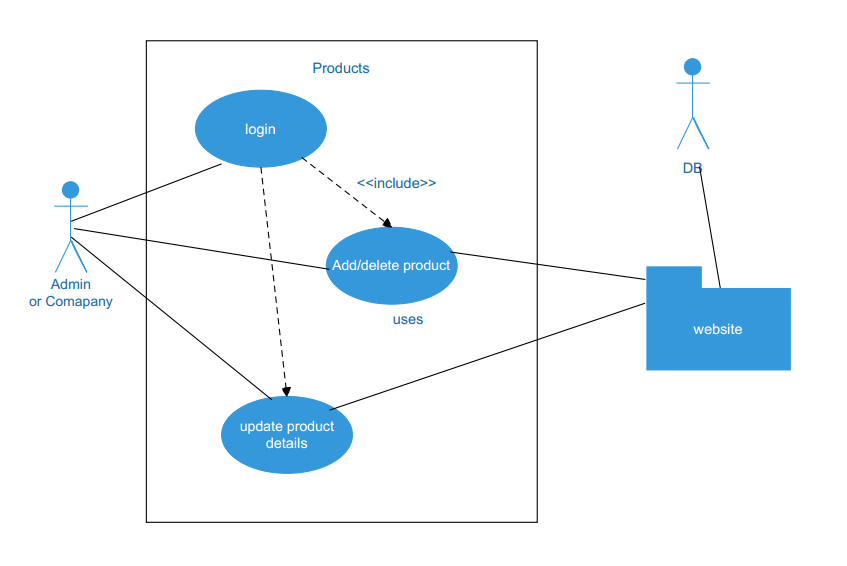 Products
login
<<include>>
DB
Add/delete product
Admin
or Comapany
uses
website
update product
details